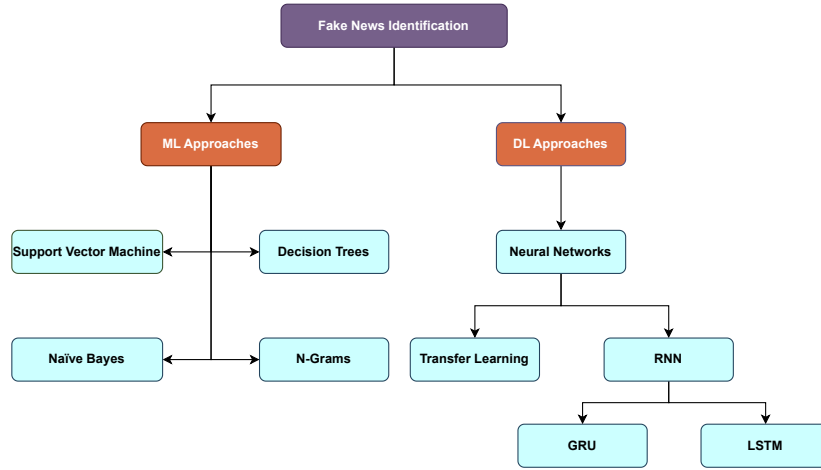 Fake News Identification
ML Approaches
DL Approaches
Support Vector Machine
Decision Trees
Neural Networks
Naïve Bayes
N-Grams
Transfer Learning
RNN
GRU
LSTM